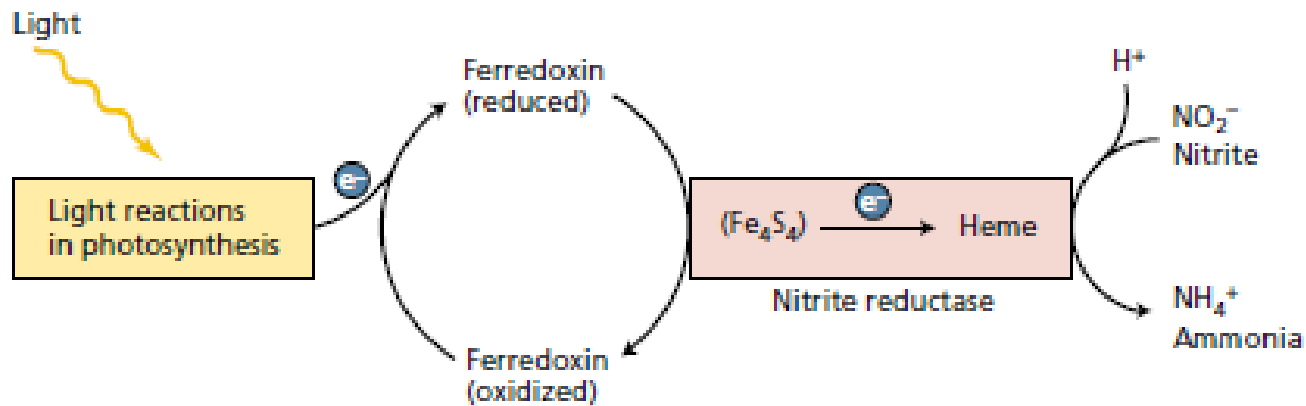 Light
Light reactions
in photosynthesis
e–
Ferredoxin
(reduced)
Ferredoxin
(oxidized)
(Fe₄S₄)
e–
Heme
Nitrite reductase
H⁺
NO₂⁻
Nitrite
NH₄⁺
Ammonia